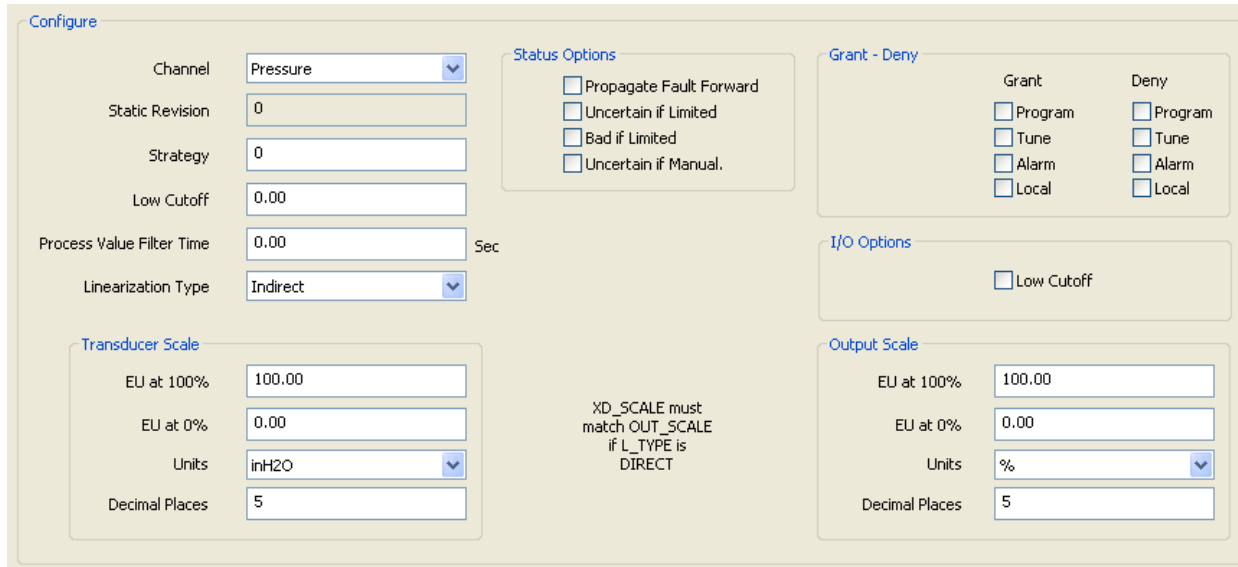 Configure
Channel Pressure
Static Revision 0
Strategy 0
Low Cutoff 0.00
Process Value Filter Time 0.00 Sec
Linearization Type Indirect
Status Options
Propagate Fault Forward
Uncertain if Limited
Bad if Limited
Uncertain if Manual.
Grant - Deny
Grant Deny
Program Program
Tune Tune
Alarm Alarm
Local Local
I/O Options
Low Cutoff
Transducer Scale
EU at 100% 100.00
EU at 0% 0.00
Units inH2O
Decimal Places 5
XD_SCALE must
match OUT_SCALE
if L_TYPE is
DIRECT
Output Scale
EU at 100% 100.00
EU at 0% 0.00
Units %
Decimal Places 5